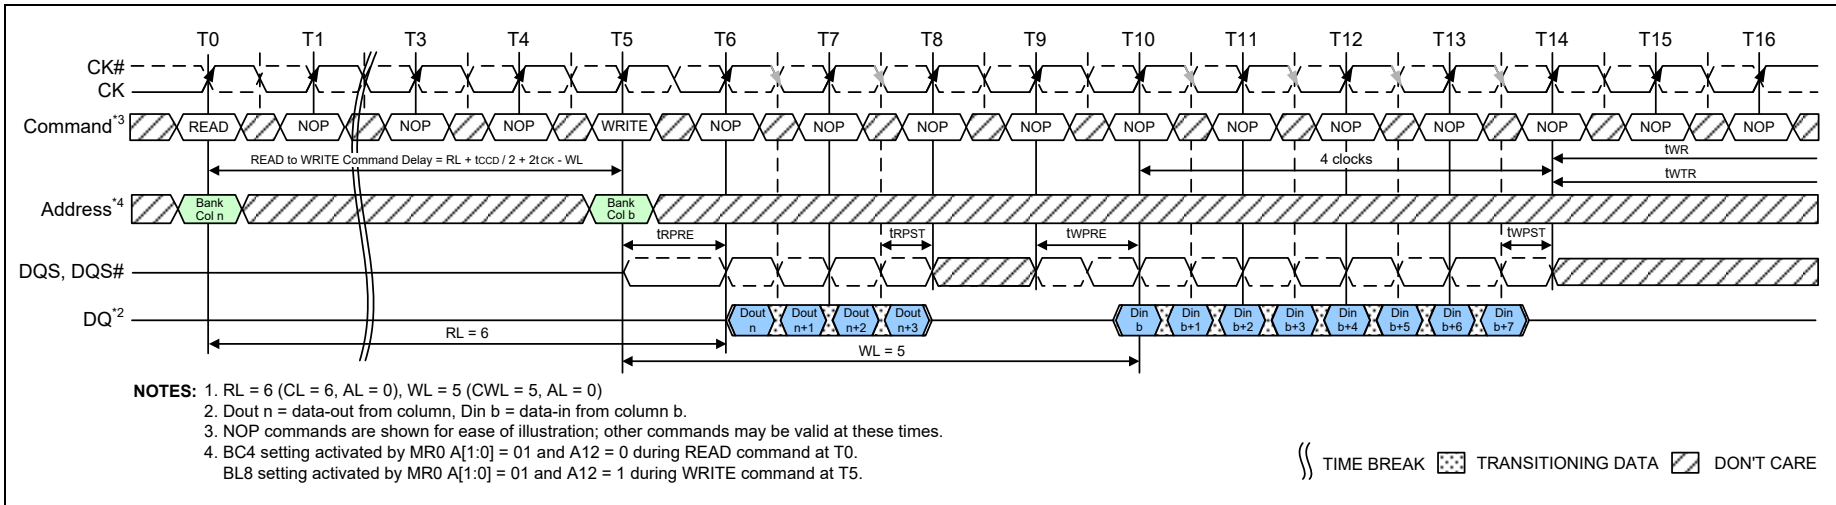 T0 T1 T3 T4 T5 T6 T7 T8 T9 T10 T11 T12 T13 T14 T15 T16
CK#
CK
Command*3 READ NOP NOP NOP WRITE NOP NOP NOP NOP NOP NOP NOP NOP NOP NOP NOP
READ to WRITE Command Delay = RL + tCCD / 2 + 2tCK - WL 4 clocks tWR
tWTR
Address*4 Bank Col n Bank Col b
tRPRE tRPST tWPRE tWPST
DQS, DQS#
DQ*2 Dout n Dout n+1 Dout n+2 Dout n+3 Din b Din b+1 Din b+2 Din b+3 Din b+4 Din b+5 Din b+6 Din b+7
RL = 6
WL = 5
NOTES: 1. RL = 6 (CL = 6, AL = 0), WL = 5 (CWL = 5, AL = 0)
2. Dout n = data-out from column, Din b = data-in from column b.
3. NOP commands are shown for ease of illustration; other commands may be valid at these times.
4. BC4 setting activated by MR0 A[1:0] = 01 and A12 = 0 during READ command at T0.
BL8 setting activated by MR0 A[1:0] = 01 and A12 = 1 during WRITE command at T5.
TIME BREAK TRANSITIONING DATA DON'T CARE